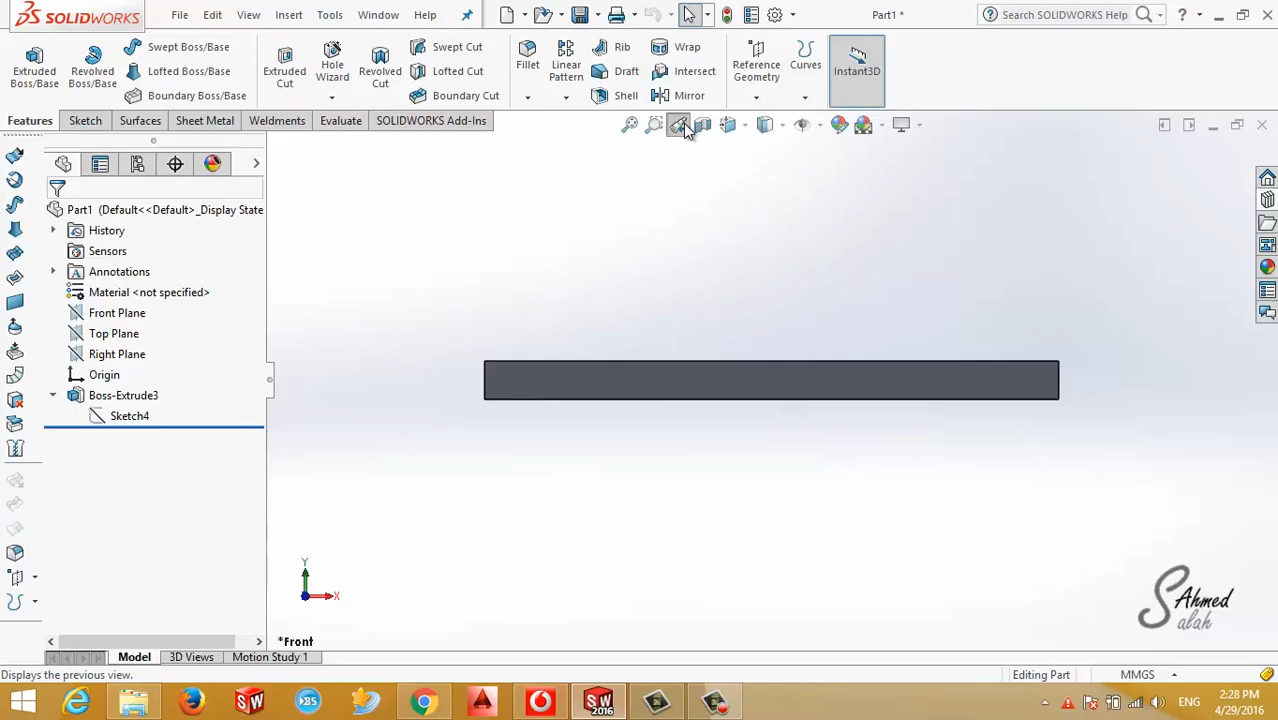 SOLIDWORKS File Edit View Insert Tools Window Help Part1 * Search SOLIDWORKS Help ?
Extruded Boss/Base
Revolved Boss/Base
Swept Boss/Base
Lofted Boss/Base
Boundary Boss/Base
Extruded Cut
Hole Wizard
Revolved Cut
Swept Cut
Lofted Cut
Boundary Cut
Fillet
Linear Pattern
Rib
Draft
Shell
Wrap
Intersect
Mirror
Reference Geometry
Curves
Instant3D
Features Sketch Surfaces Sheet Metal Weldments Evaluate SOLIDWORKS Add-Ins
Part1 (Default<<Default>_Display State
History
Sensors
A Annotations
Material <not specified>
Front Plane
Top Plane
Right Plane
Origin
Boss-Extrude3
Sketch4
Y
X
*Front
Ahmed
Salah
Model 3D Views Motion Study 1
Displays the previous view. Editing Part MMGS
SW KBS SW 2016 ENG
2:28 PM
4/29/2016